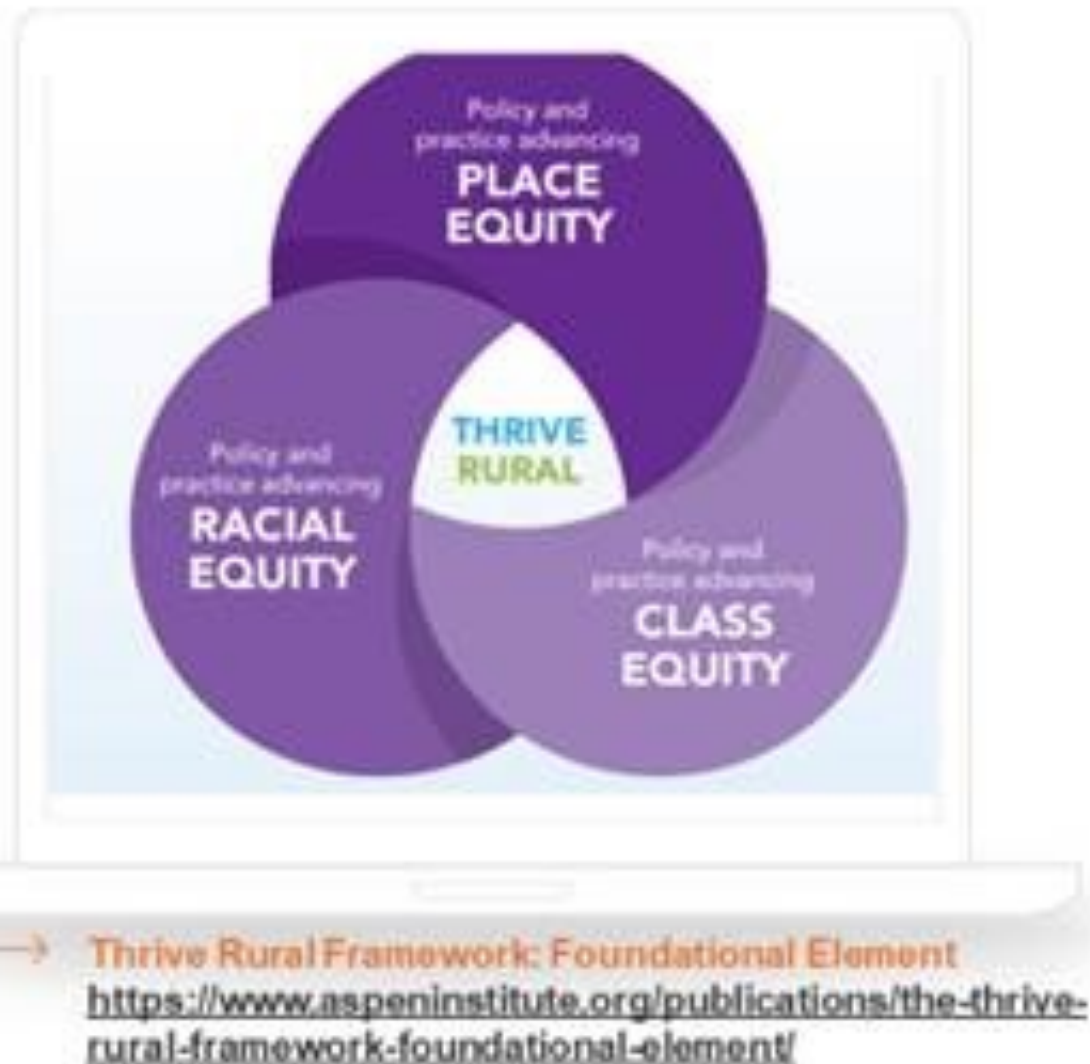 Policy and
practice advancing
PLACE
EQUITY
THRIVE
RURAL
Policy and
practice advancing
RACIAL
EQUITY
Policy and
practice advancing
CLASS
EQUITY
→ Thrive Rural Framework: Foundational Element
https://www.aspeninstitute.org/publications/the-thrive-
rural-framework-foundational-element/